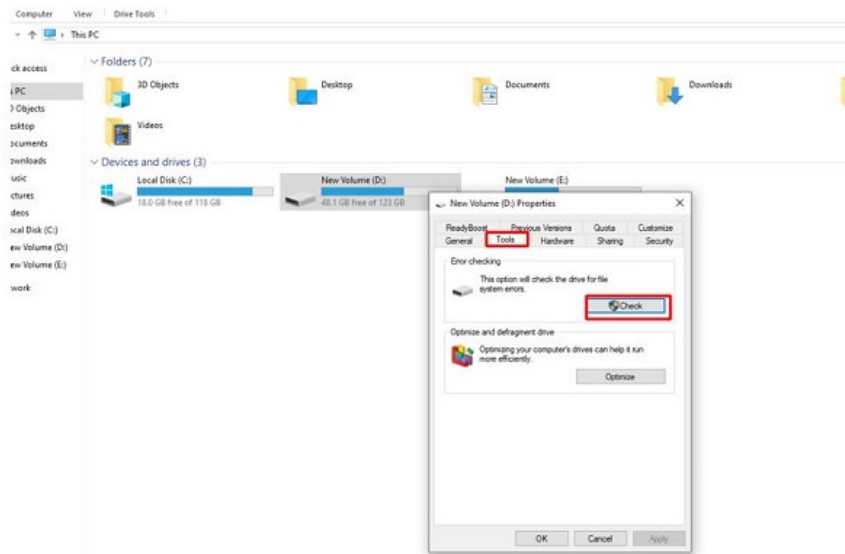 Computer View Drive Tools
This PC
ck access
PC
Objects
esktop
ocuments
ownloads
usic
ctures
deos
ocal Disk (C:)
ew Volume (D:)
ew Volume (E:)
work
Folders (7)
3D Objects Desktop Documents Downloads
Videos
Devices and drives (3)
Local Disk (C:) New Volume (D:) New Volume (E:)
18.0 GB free of 118 GB 48.1 GB free of 123 GB
New Volume (D:) Properties
ReadyBoost Previous Versions Quota Customize
General Tools Hardware Sharing Security
Error checking
This option will check the drive for file
system errors.
Check
Optimize and defragment drive
Optimizing your computer's drives can help it run
more efficiently.
Optimize
OK Cancel Apply